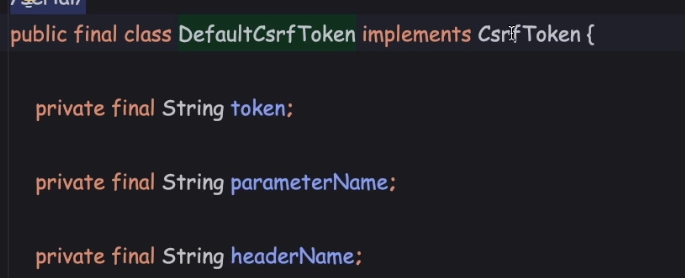 public final class DefaultCsrfToken implements CsrfToken {
private final String token;
private final String parameterName;
private final String headerName;